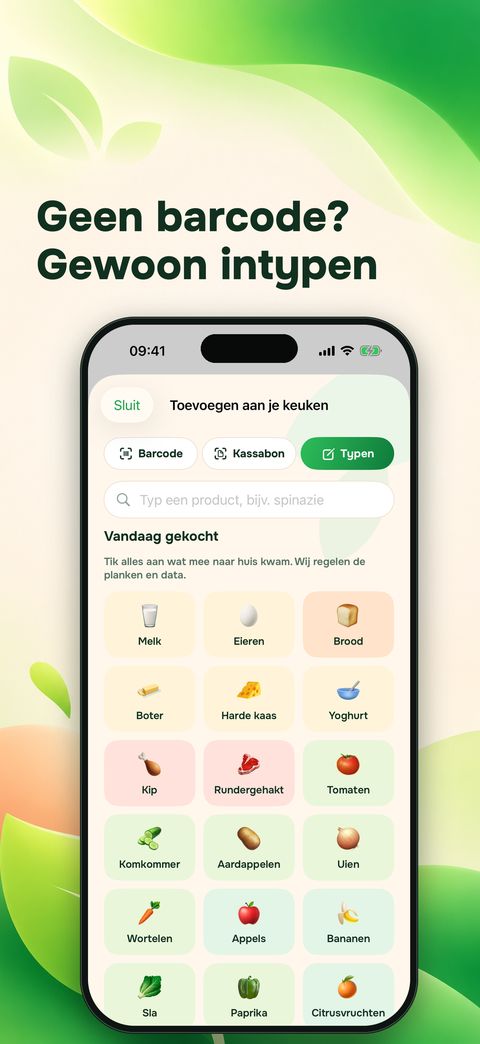 Geen barcode?
Gewoon intypen
09:41
Sluit
Toevoegen aan je keuken
Barcode
Kassabon
Typen
Typ een product, bijv. spinazie
Vandaag gekocht
Tik alles aan wat mee naar huis kwam. Wij regelen de
planken en data.
Melk
Eieren
Brood
Boter
Harde kaas
Yoghurt
Kip
Rundergehakt
Tomaten
Komkommer
Aardappelen
Uien
Wortelen
Appels
Bananen
Sla
Paprika
Citrusvruchten